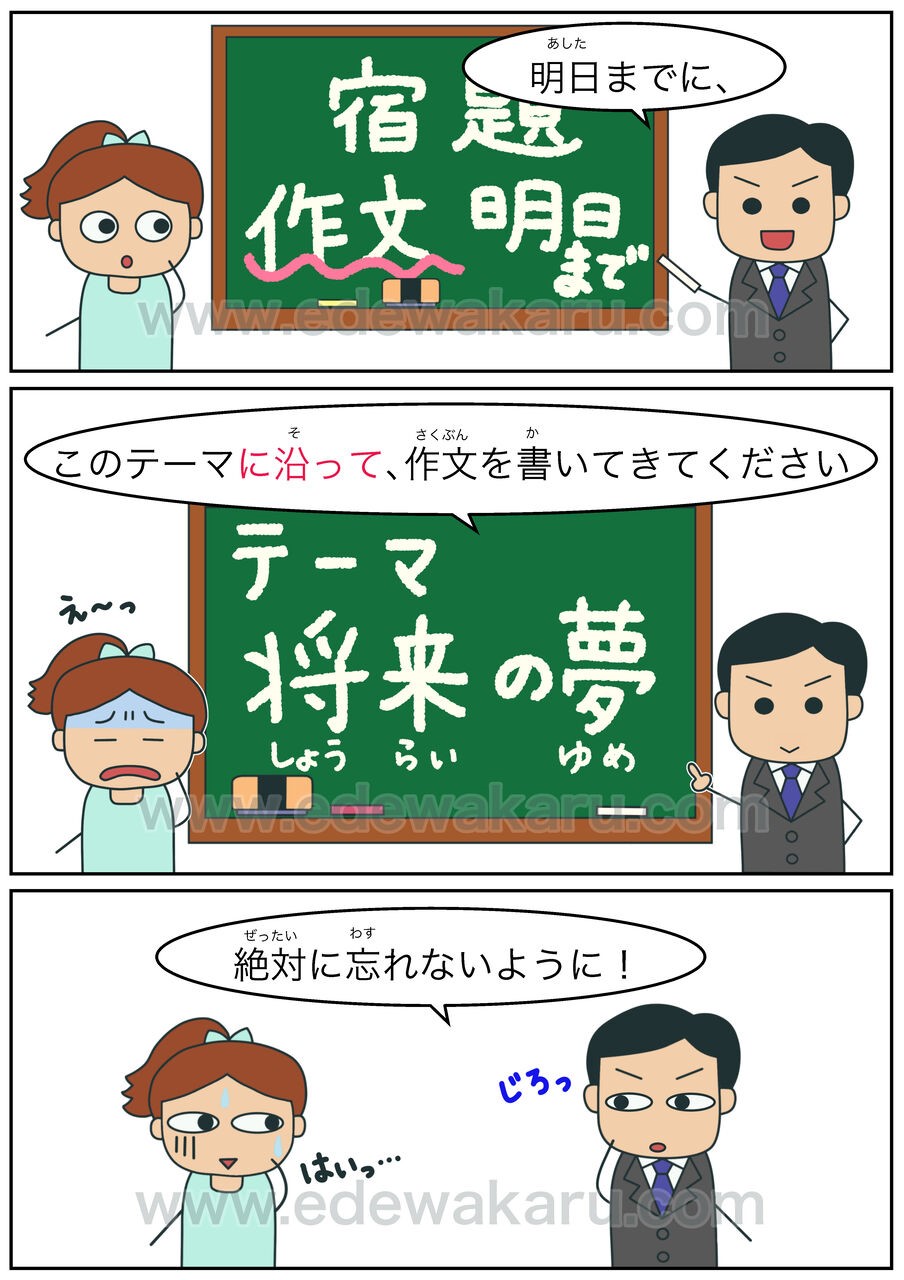 明日までに、
あした
宿題
作文 明日
まで
www.edewakaru.com
このテーマに沿って、作文を書いてきてください
そ さくぶん か
テーマ
将来の夢
しょう らい ゆめ
え〜っ
www.edewakaru.com
絶対に忘れないように！
ぜったい わす
じろっ
はいっ…
www.edewakaru.com